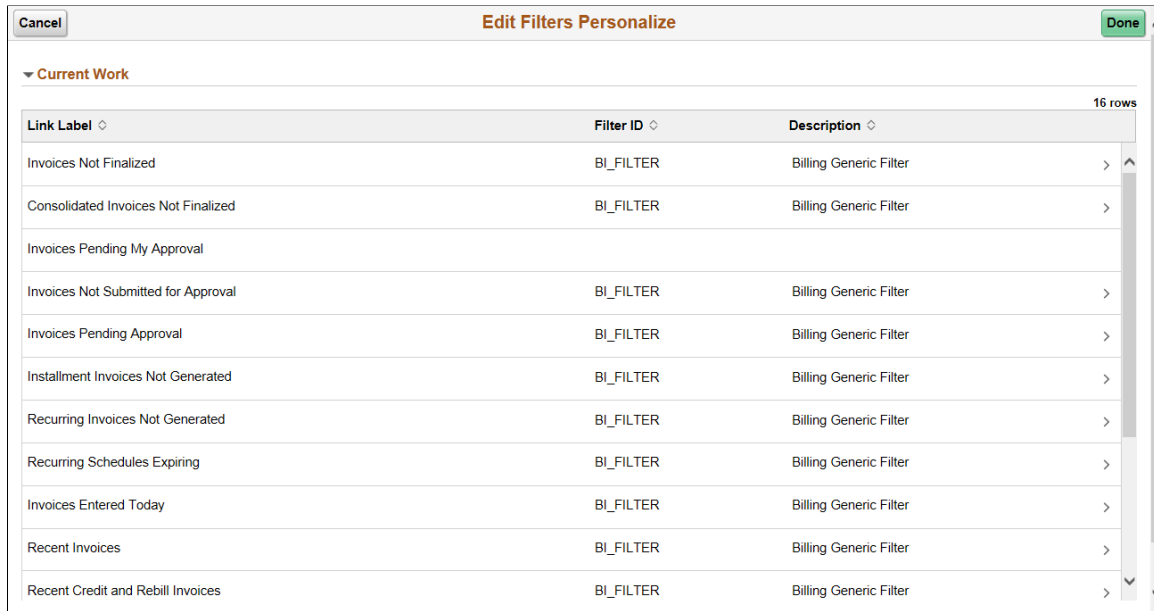 Cancel Edit Filters Personalize Done
Current Work
16 rows
Link Label Filter ID Description
Invoices Not Finalized BI_FILTER Billing Generic Filter
Consolidated Invoices Not Finalized BI_FILTER Billing Generic Filter
Invoices Pending My Approval
Invoices Not Submitted for Approval BI_FILTER Billing Generic Filter
Invoices Pending Approval BI_FILTER Billing Generic Filter
Installment Invoices Not Generated BI_FILTER Billing Generic Filter
Recurring Invoices Not Generated BI_FILTER Billing Generic Filter
Recurring Schedules Expiring BI_FILTER Billing Generic Filter
Invoices Entered Today BI_FILTER Billing Generic Filter
Recent Invoices BI_FILTER Billing Generic Filter
Recent Credit and Rebill Invoices BI_FILTER Billing Generic Filter